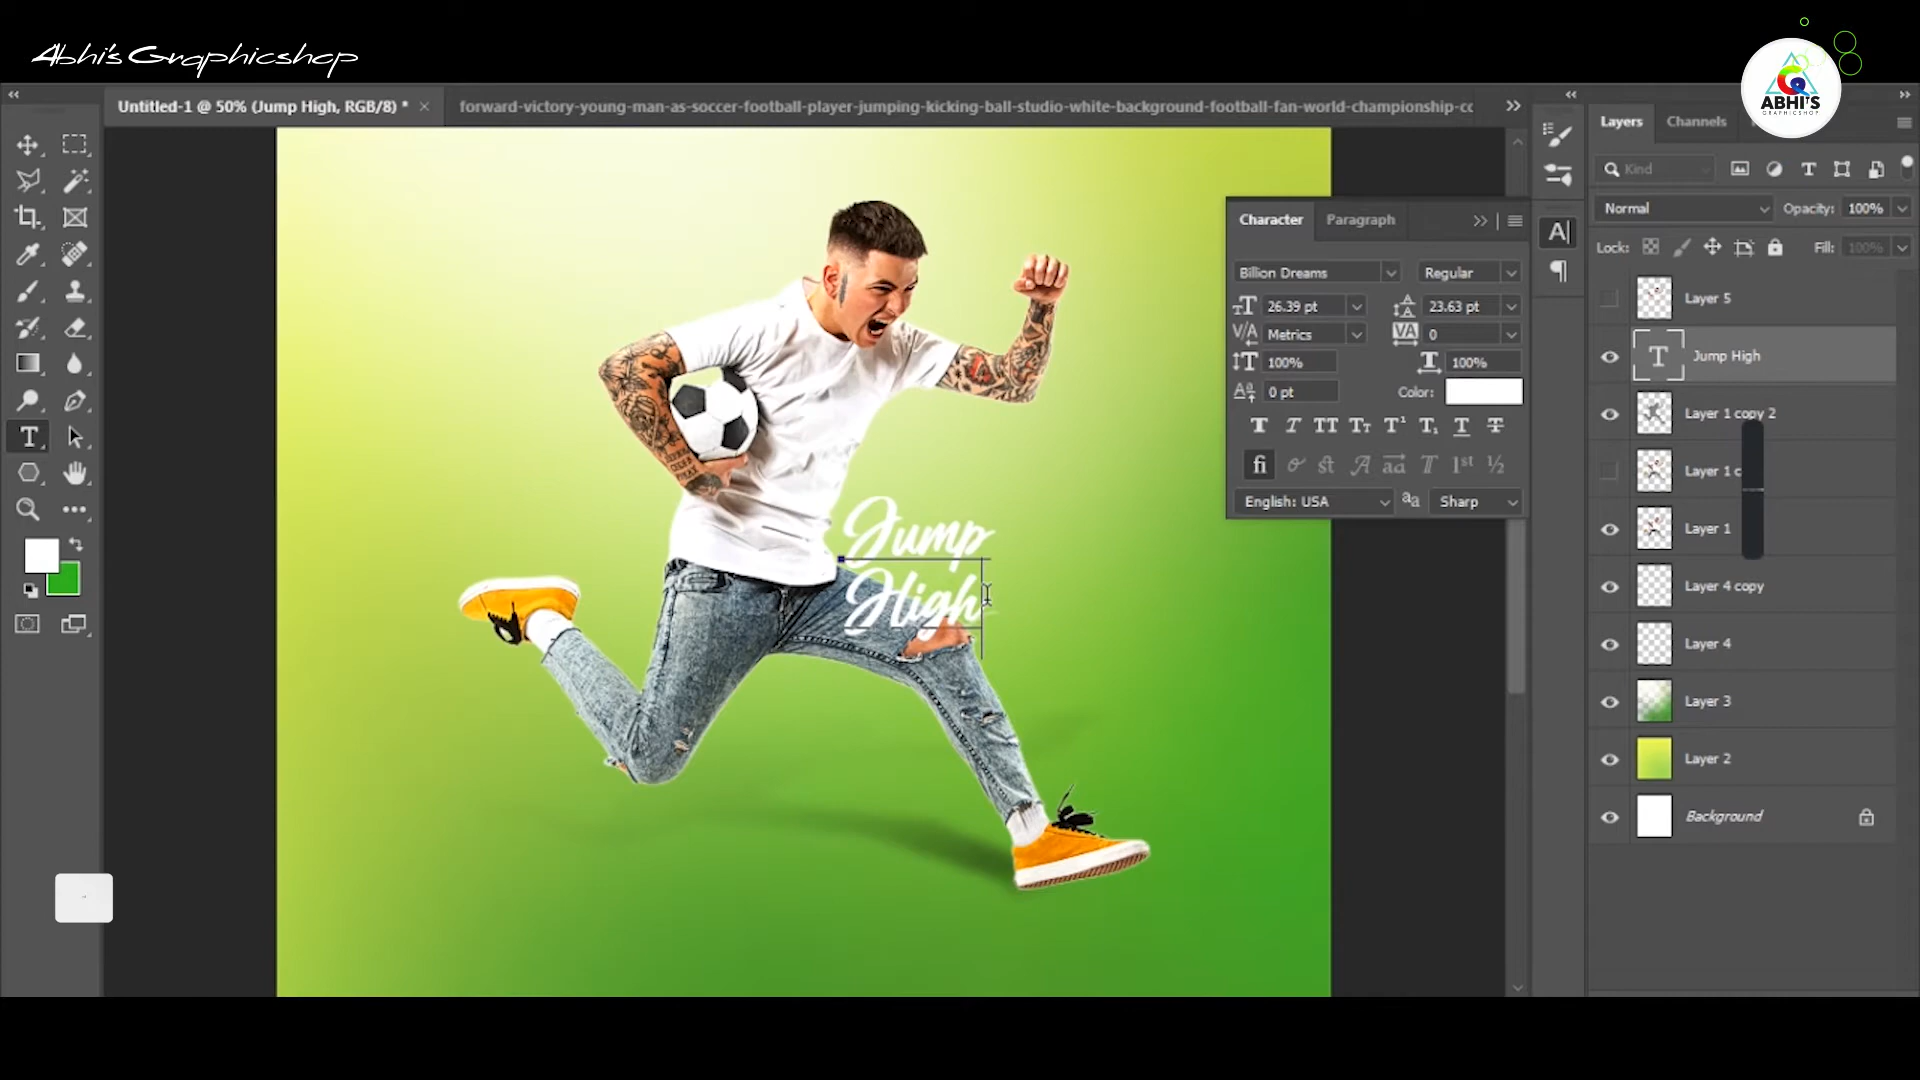 Abhi's Graphicshop
ABHI'S
GRAPHICSHOP
Untitled-1 @ 50% (Jump High, RGB/8) *
forward-victory-young-man-as-soccer-football-player-jumping-kicking-ball-studio-white-background-football-fan-world-championship-cc
Layers
Channels
Kind
Normal
Opacity: 100%
Lock:
Fill: 100%
Layer 5
Jump High
Layer 1 copy 2
Layer 1 c
Layer 1
Layer 4 copy
Layer 4
Layer 3
Layer 2
Background
Character
Paragraph
Billion Dreams
Regular
26.39 pt
23.63 pt
Metrics
0
100%
100%
0 pt
Color:
English: USA
Sharp
Jump
High